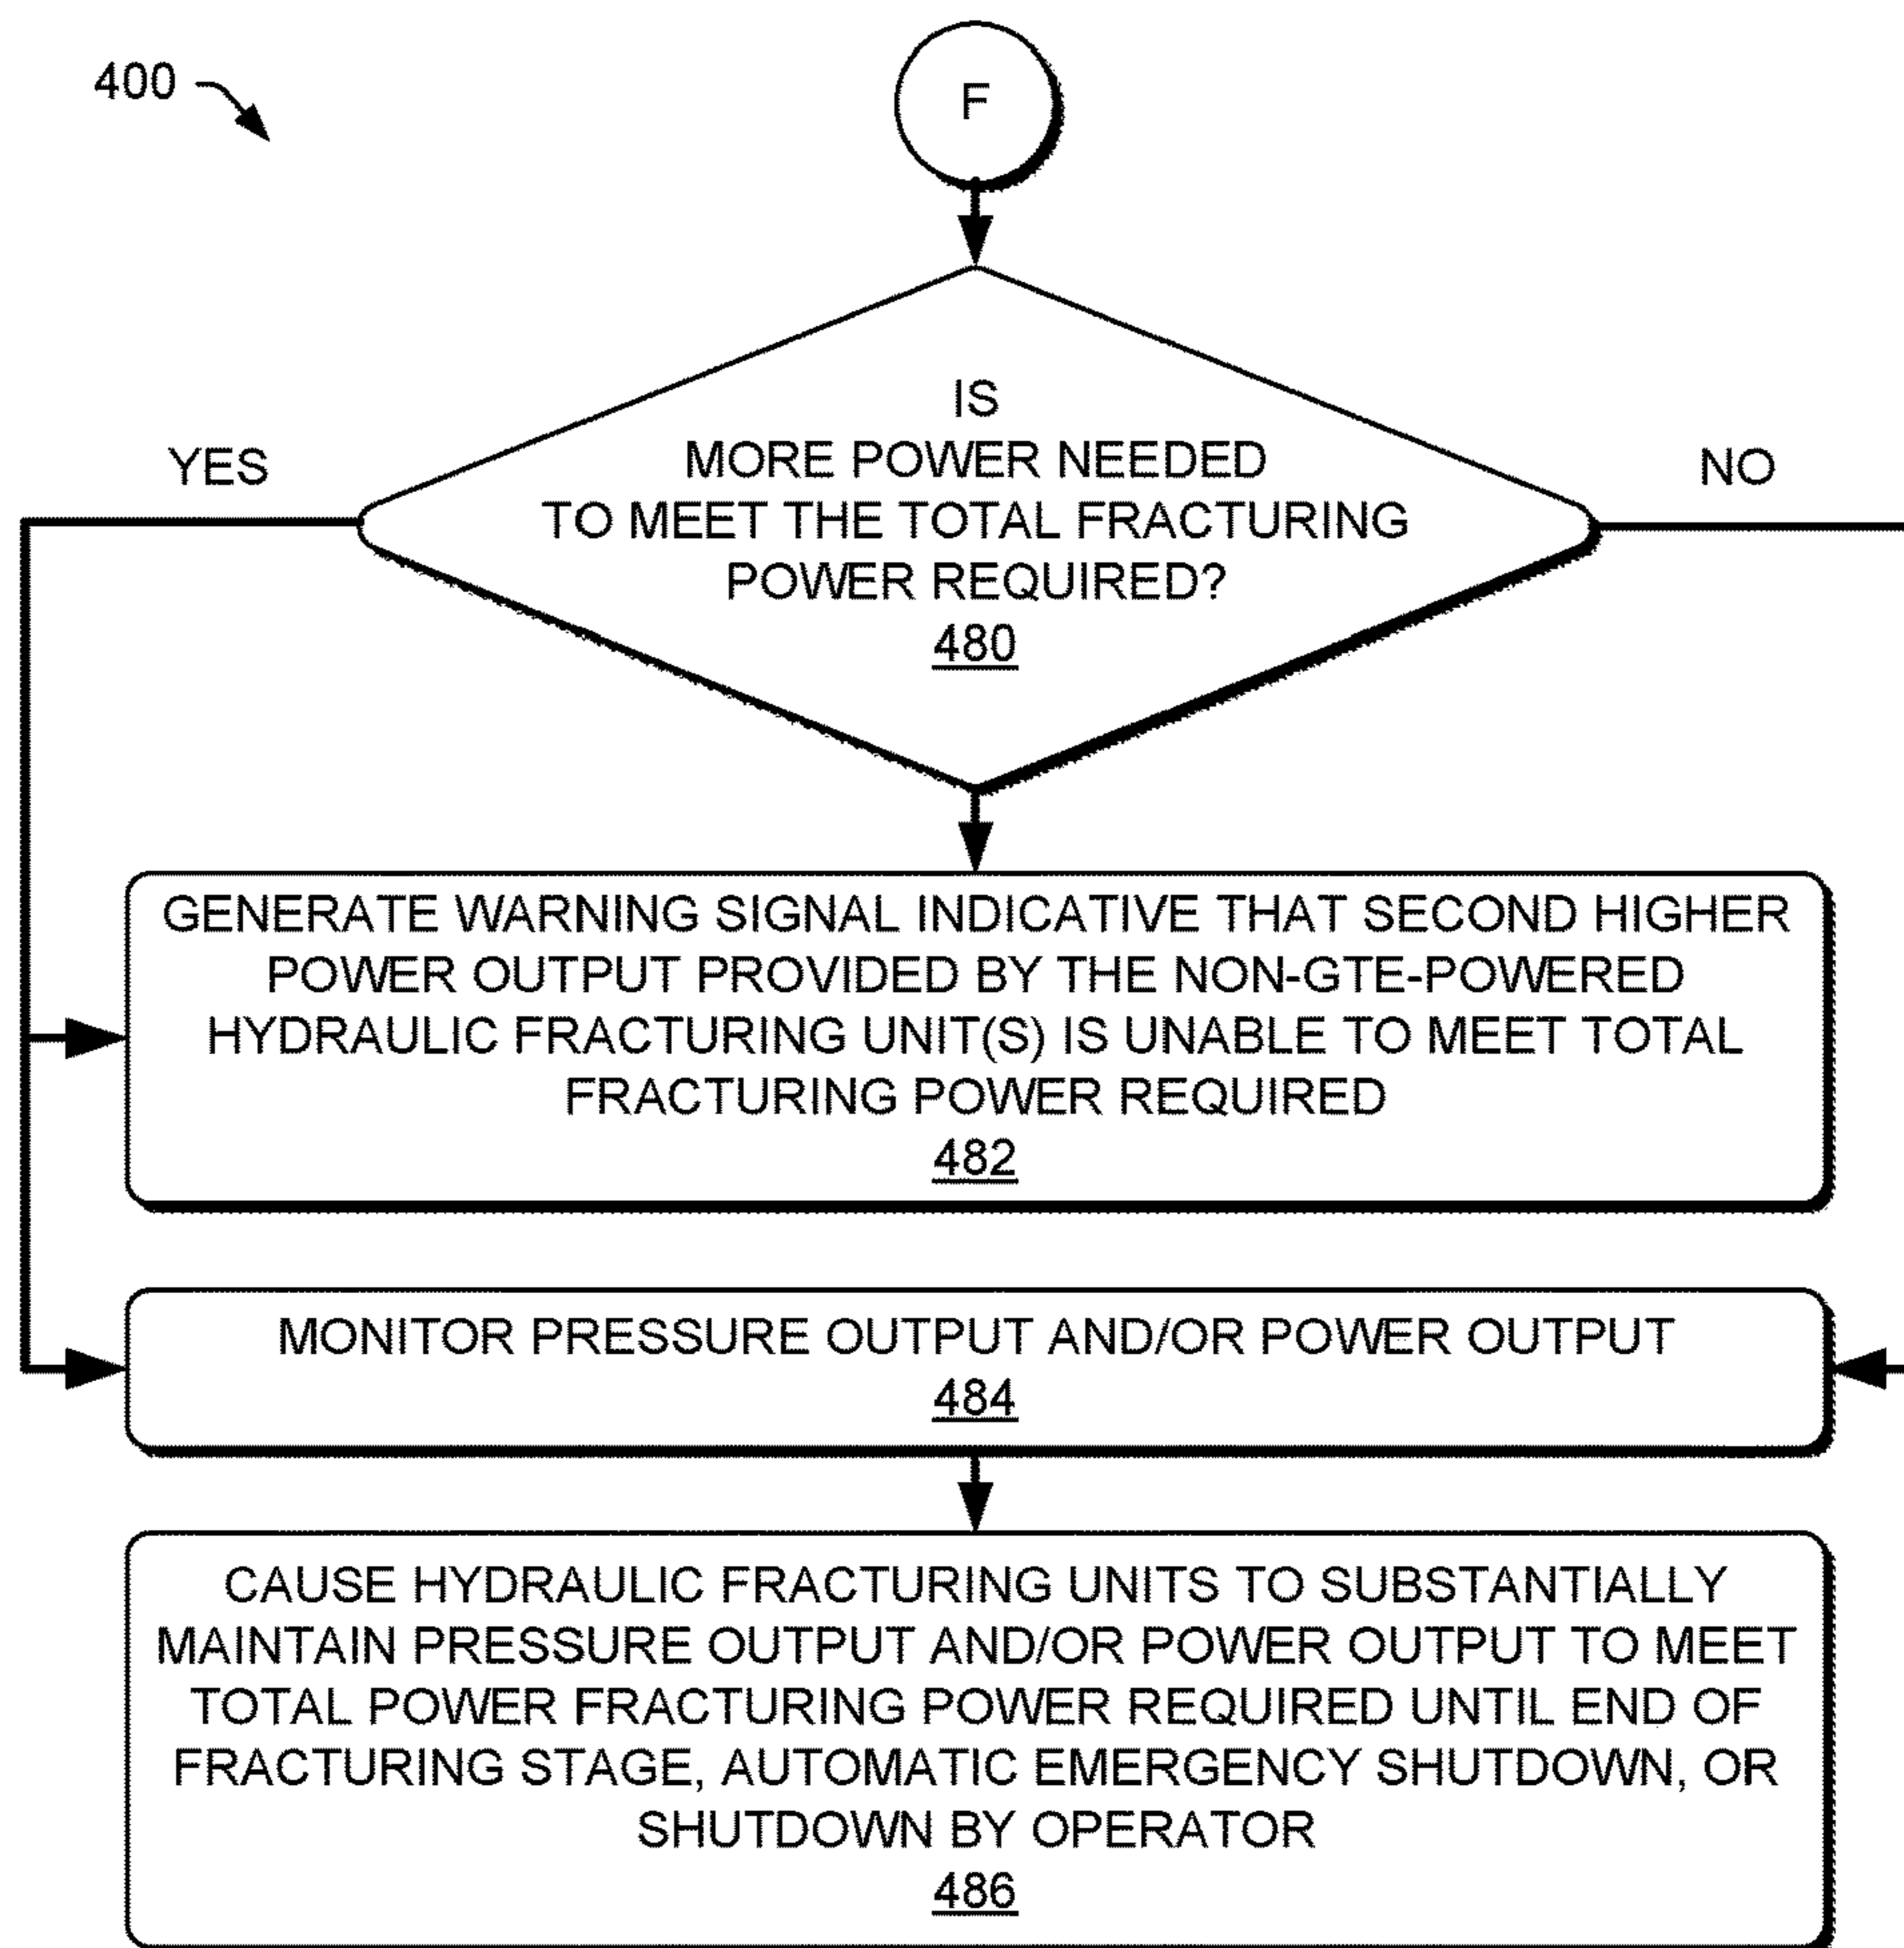 400
F
IS
MORE POWER NEEDED
TO MEET THE TOTAL FRACTURING
POWER REQUIRED?
480
YES
NO
GENERATE WARNING SIGNAL INDICATIVE THAT SECOND HIGHER
POWER OUTPUT PROVIDED BY THE NON-GTE-POWERED
HYDRAULIC FRACTURING UNIT(S) IS UNABLE TO MEET TOTAL
FRACTURING POWER REQUIRED
482
MONITOR PRESSURE OUTPUT AND/OR POWER OUTPUT
484
CAUSE HYDRAULIC FRACTURING UNITS TO SUBSTANTIALLY
MAINTAIN PRESSURE OUTPUT AND/OR POWER OUTPUT TO MEET
TOTAL POWER FRACTURING POWER REQUIRED UNTIL END OF
FRACTURING STAGE, AUTOMATIC EMERGENCY SHUTDOWN, OR
SHUTDOWN BY OPERATOR
486